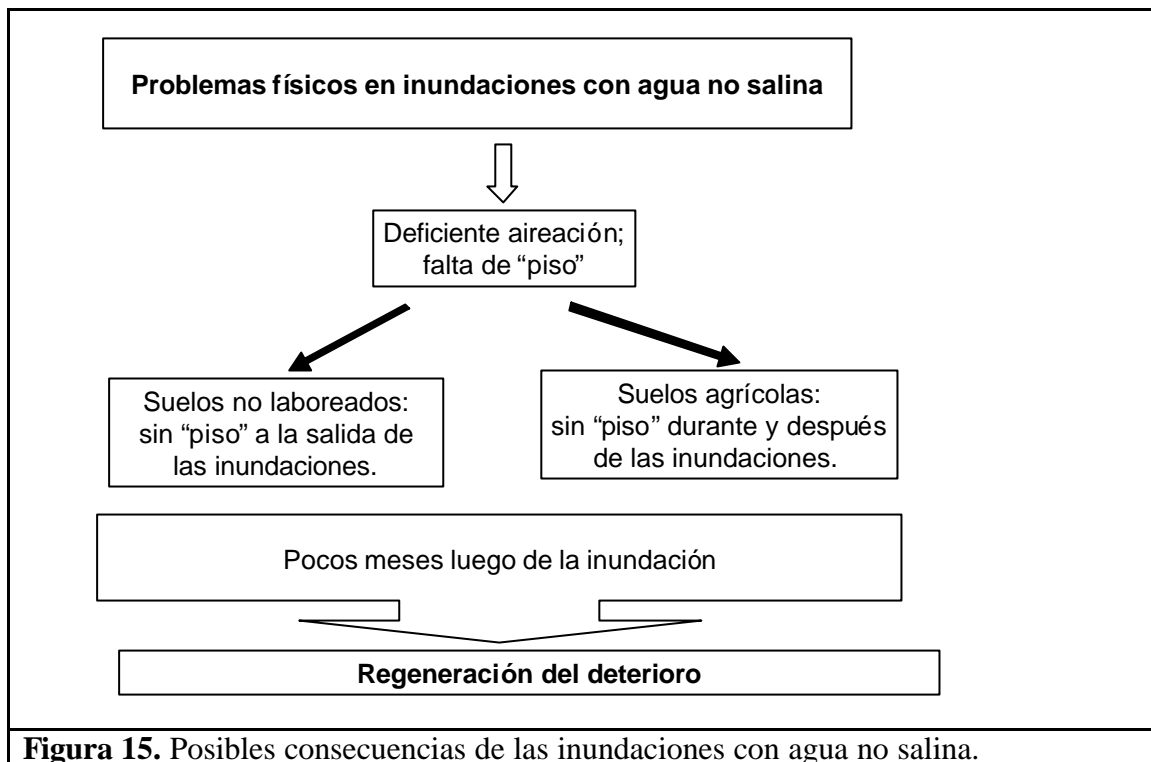 Problemas físicos en inundaciones con agua no salina
Deficiente aireación;
falta de “piso”
Suelos no laboreados:
sin “piso” a la salida de
las inundaciones.
Suelos agrícolas:
sin “piso” durante y después
de las inundaciones.
Pocos meses luego de la inundación
Regeneración del deterioro
Figura 15. Posibles consecuencias de las inundaciones con agua no salina.